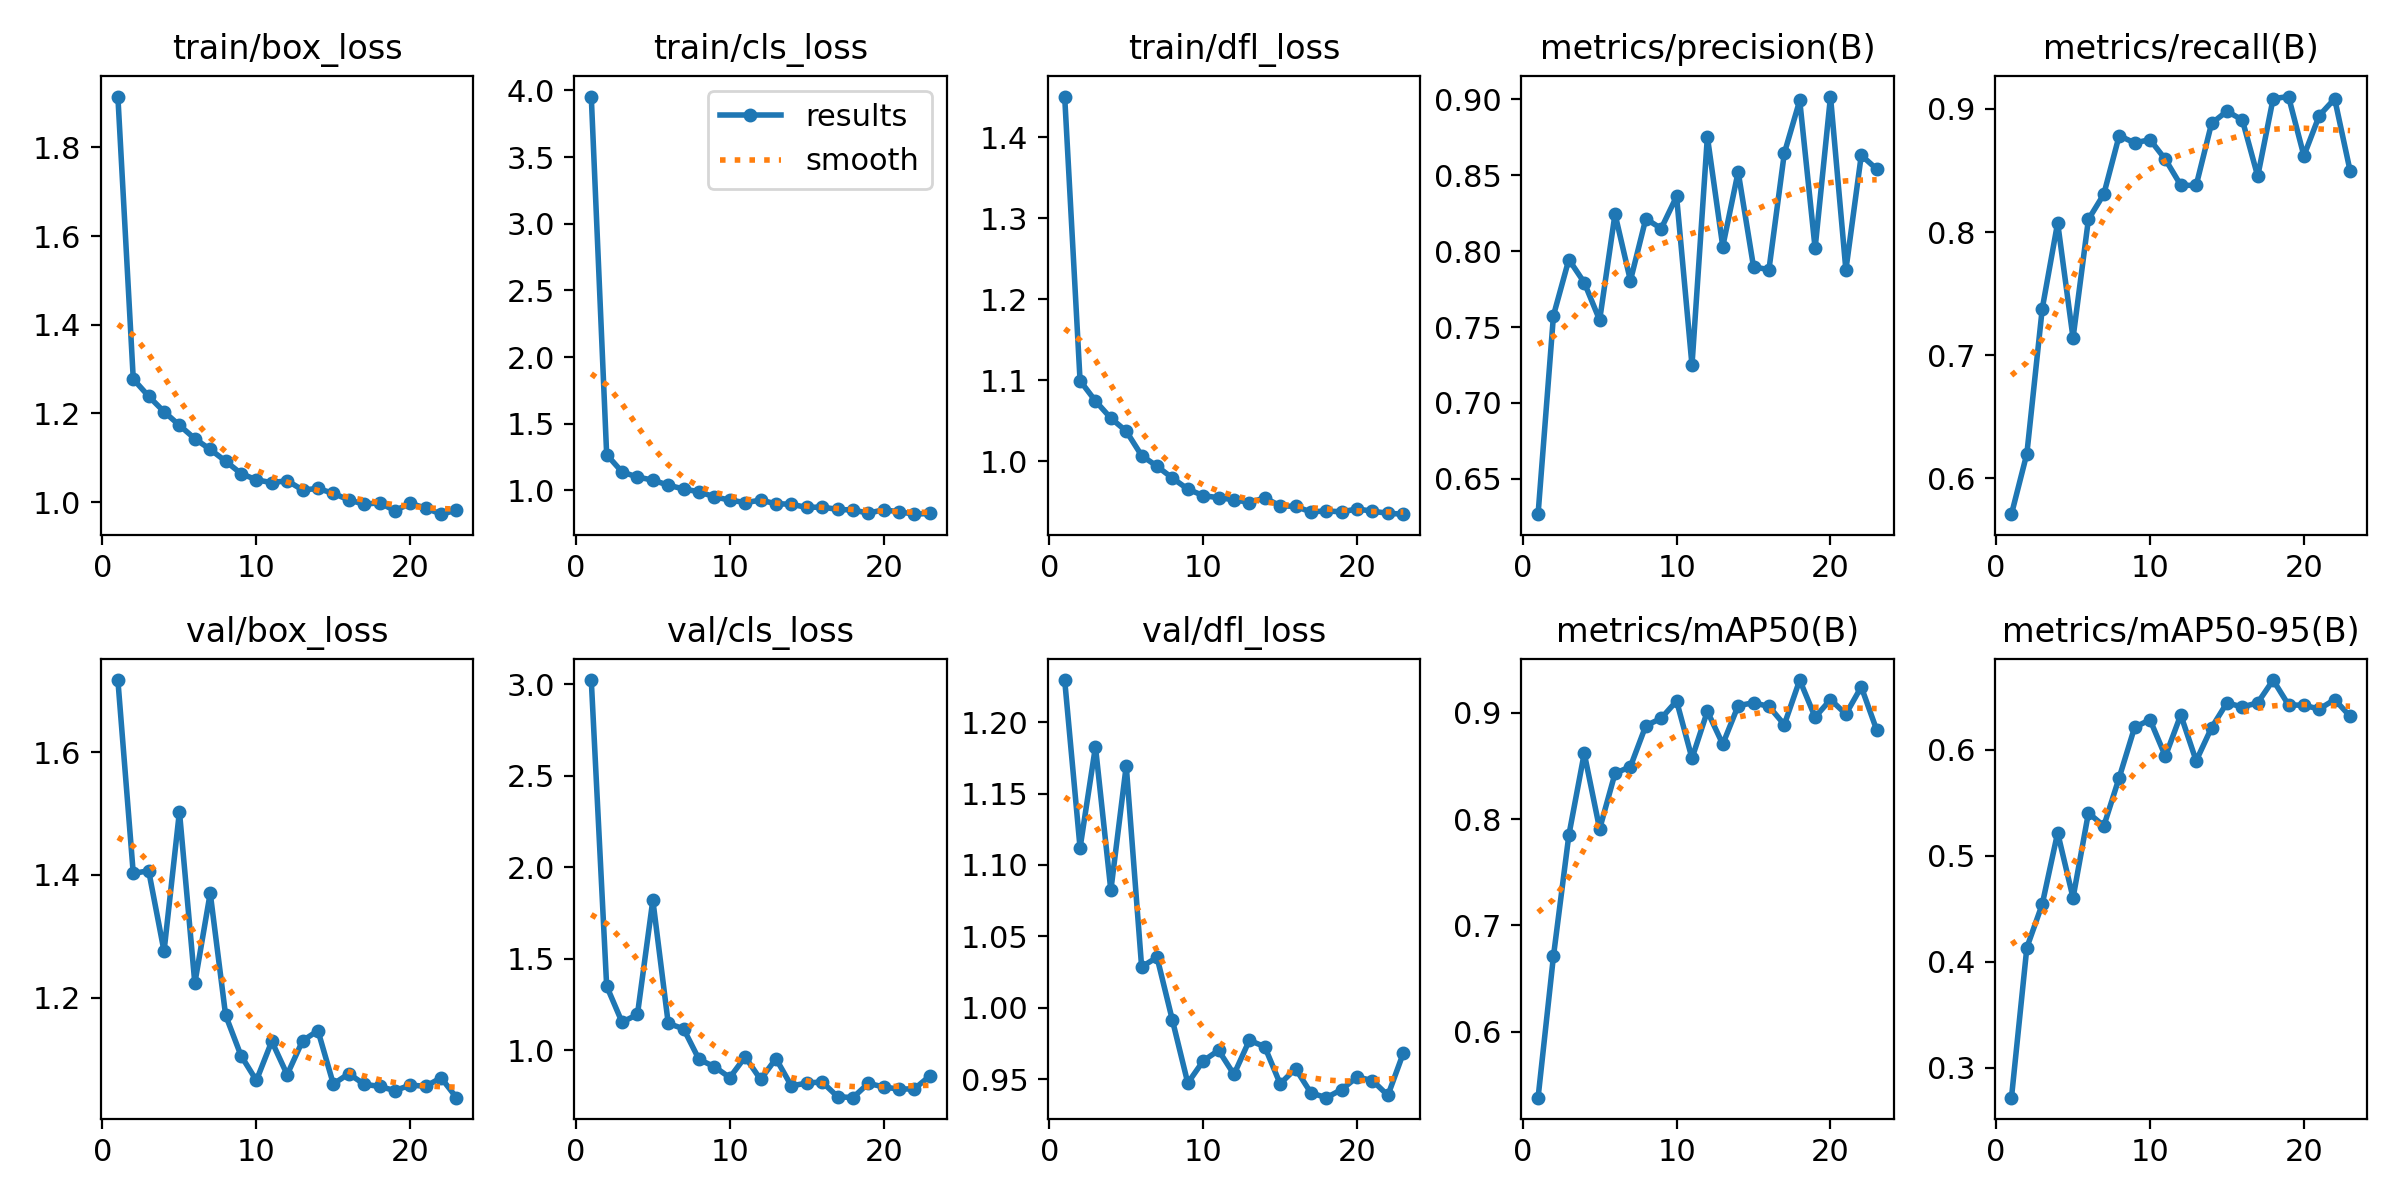 train/box_loss
1.8
1.6
1.4
1.2
1.0
0 10 20
train/cls_loss
results
smooth
4.0
3.5
3.0
2.5
2.0
1.5
1.0
0 10 20
train/dfl_loss
1.4
1.3
1.2
1.1
1.0
0 10 20
metrics/precision(B)
0.90
0.85
0.80
0.75
0.70
0.65
0 10 20
metrics/recall(B)
0.9
0.8
0.7
0.6
0 10 20
val/box_loss
1.6
1.4
1.2
0 10 20
val/cls_loss
3.0
2.5
2.0
1.5
1.0
0 10 20
val/dfl_loss
1.20
1.15
1.10
1.05
1.00
0.95
0 10 20
metrics/mAP50(B)
0.9
0.8
0.7
0.6
0 10 20
metrics/mAP50-95(B)
0.6
0.5
0.4
0.3
0 10 20